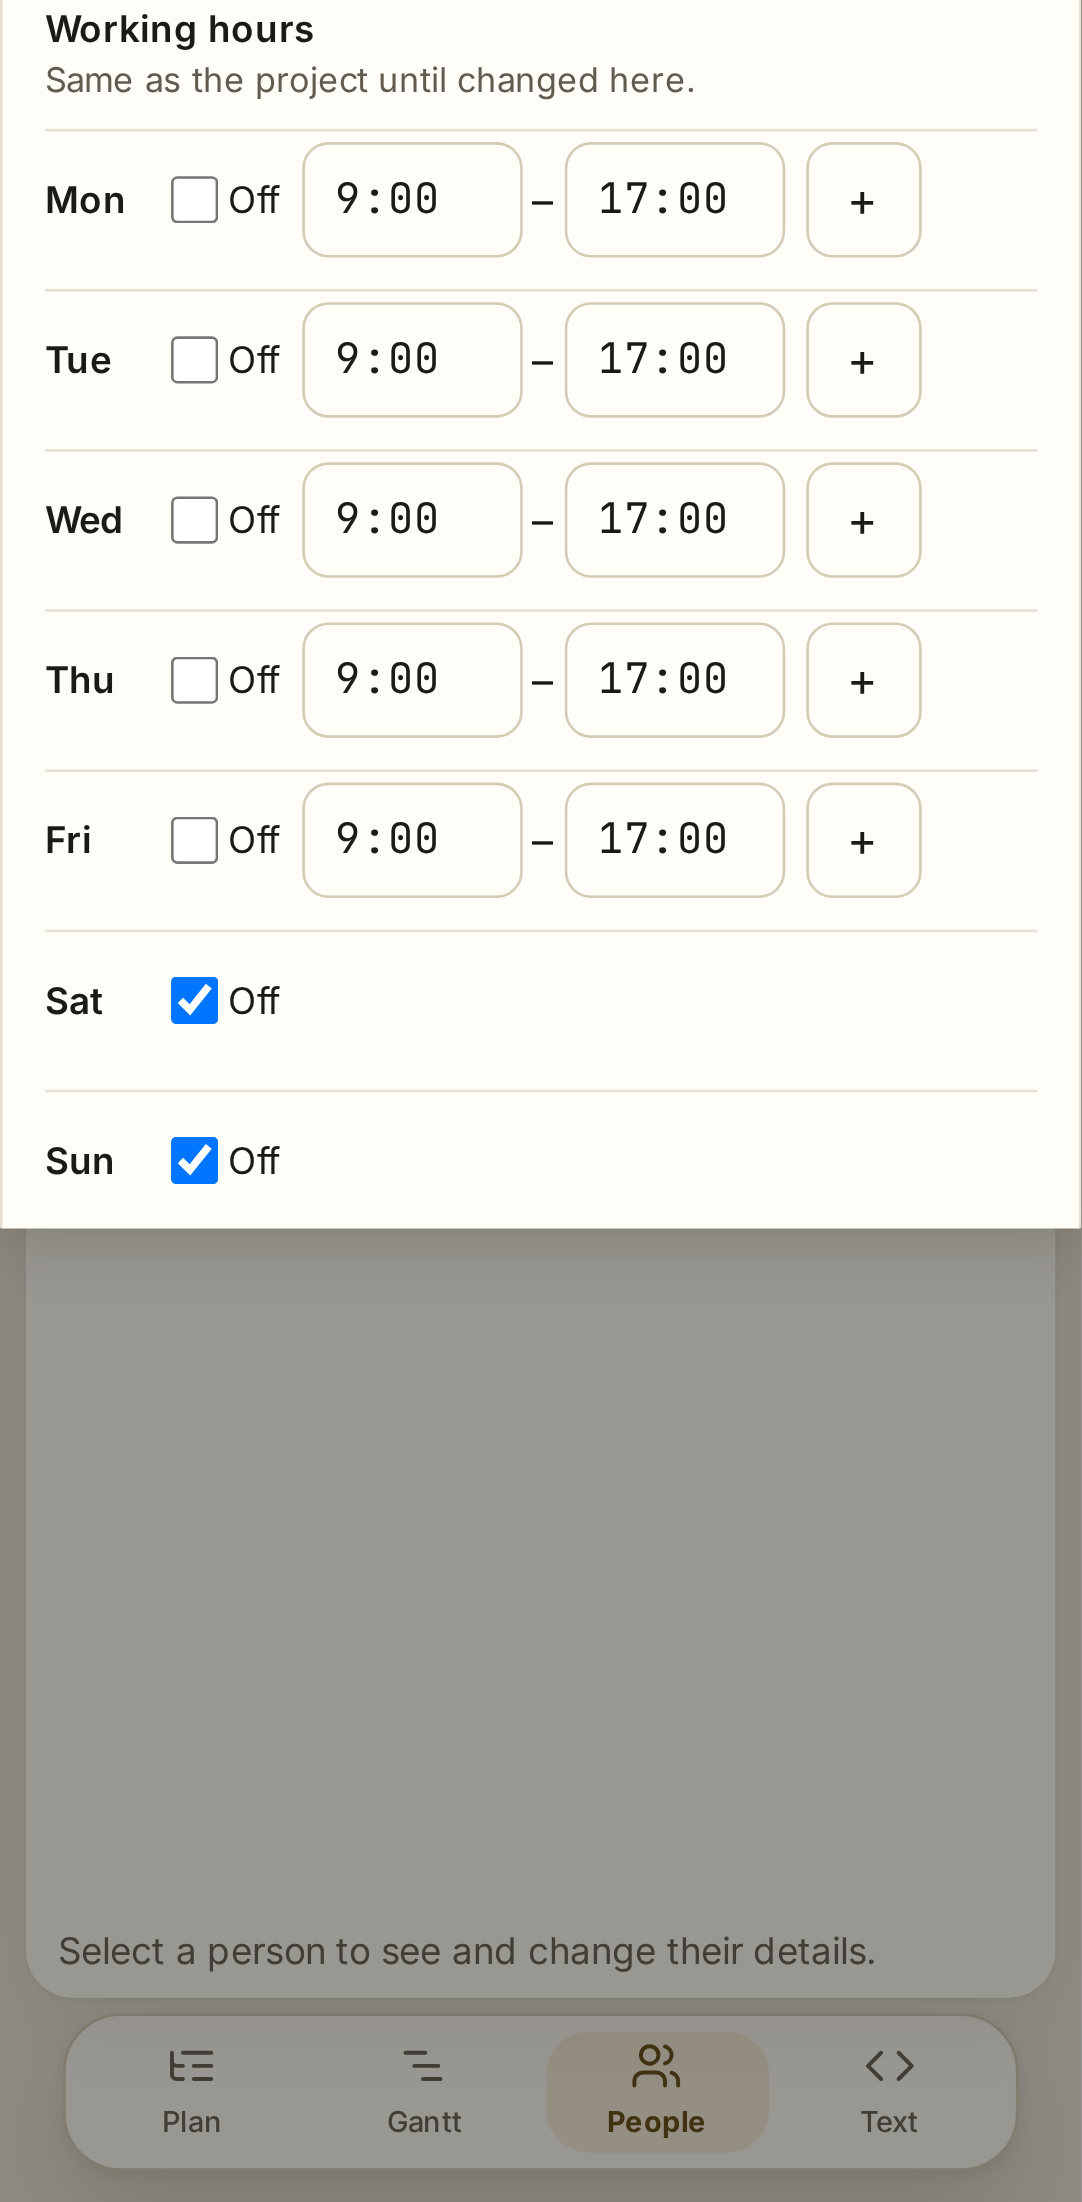 Working hours
Same as the project until changed here.
Mon Off 9:00 – 17:00 +
Tue Off 9:00 – 17:00 +
Wed Off 9:00 – 17:00 +
Thu Off 9:00 – 17:00 +
Fri Off 9:00 – 17:00 +
Sat Off
Sun Off
Select a person to see and change their details.
Plan Gantt People Text